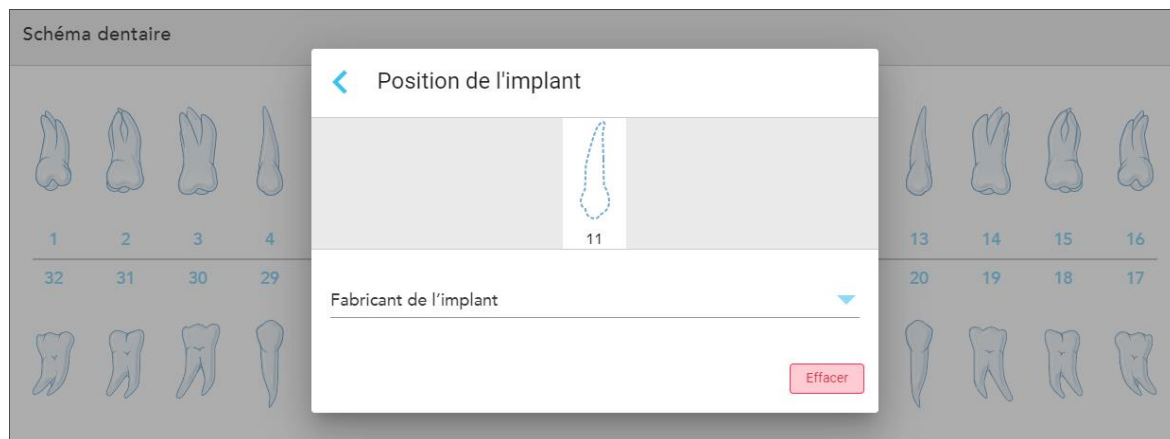 Schéma dentaire
Position de l'implant
11
1 2 3 4 13 14 15 16
32 31 30 29 20 19 18 17
Fabricant de l'implant
Effacer